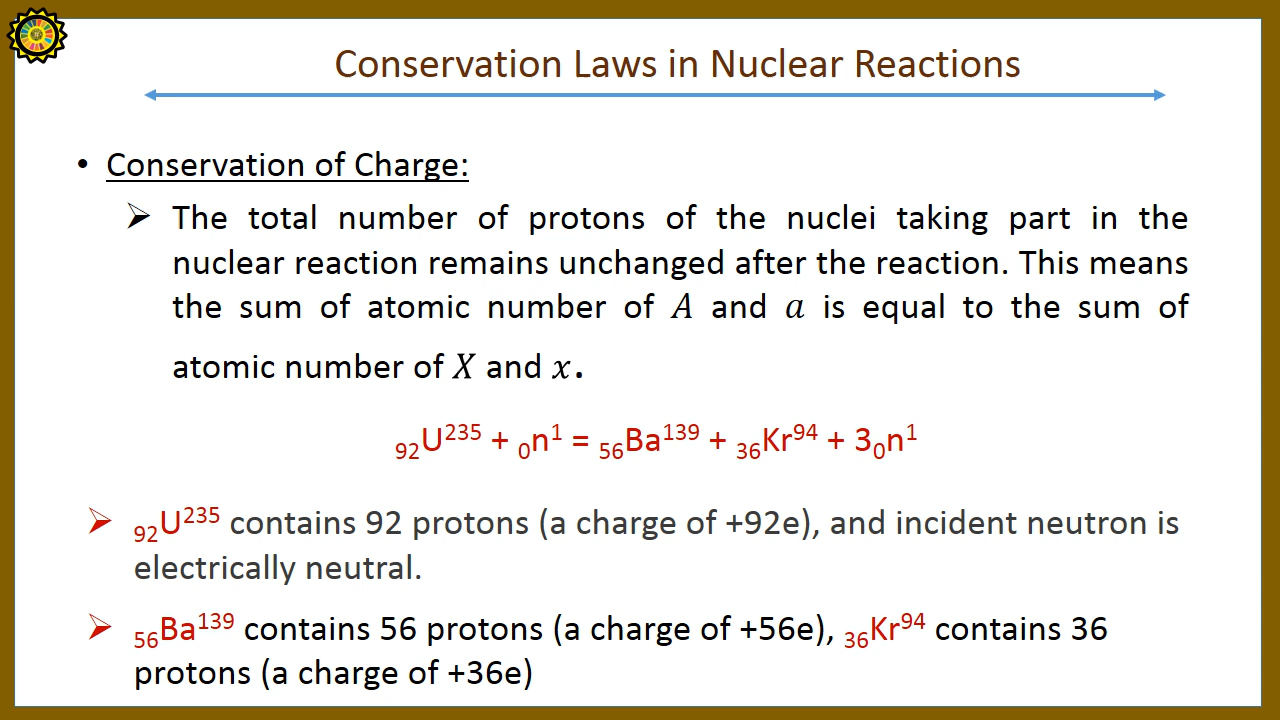 Conservation Laws in Nuclear Reactions
• Conservation of Charge:
➢ The total number of protons of the nuclei taking part in the
nuclear reaction remains unchanged after the reaction. This means
the sum of atomic number of A and a is equal to the sum of
atomic number of X and x.
₉₂U²³⁵ + ₀n¹ = ₅₆Ba¹³⁹ + ₃₆Kr⁹⁴ + 3₀n¹
➢ ₉₂U²³⁵ contains 92 protons (a charge of +92e), and incident neutron is
electrically neutral.
➢ ₅₆Ba¹³⁹ contains 56 protons (a charge of +56e), ₃₆Kr⁹⁴ contains 36
protons (a charge of +36e)